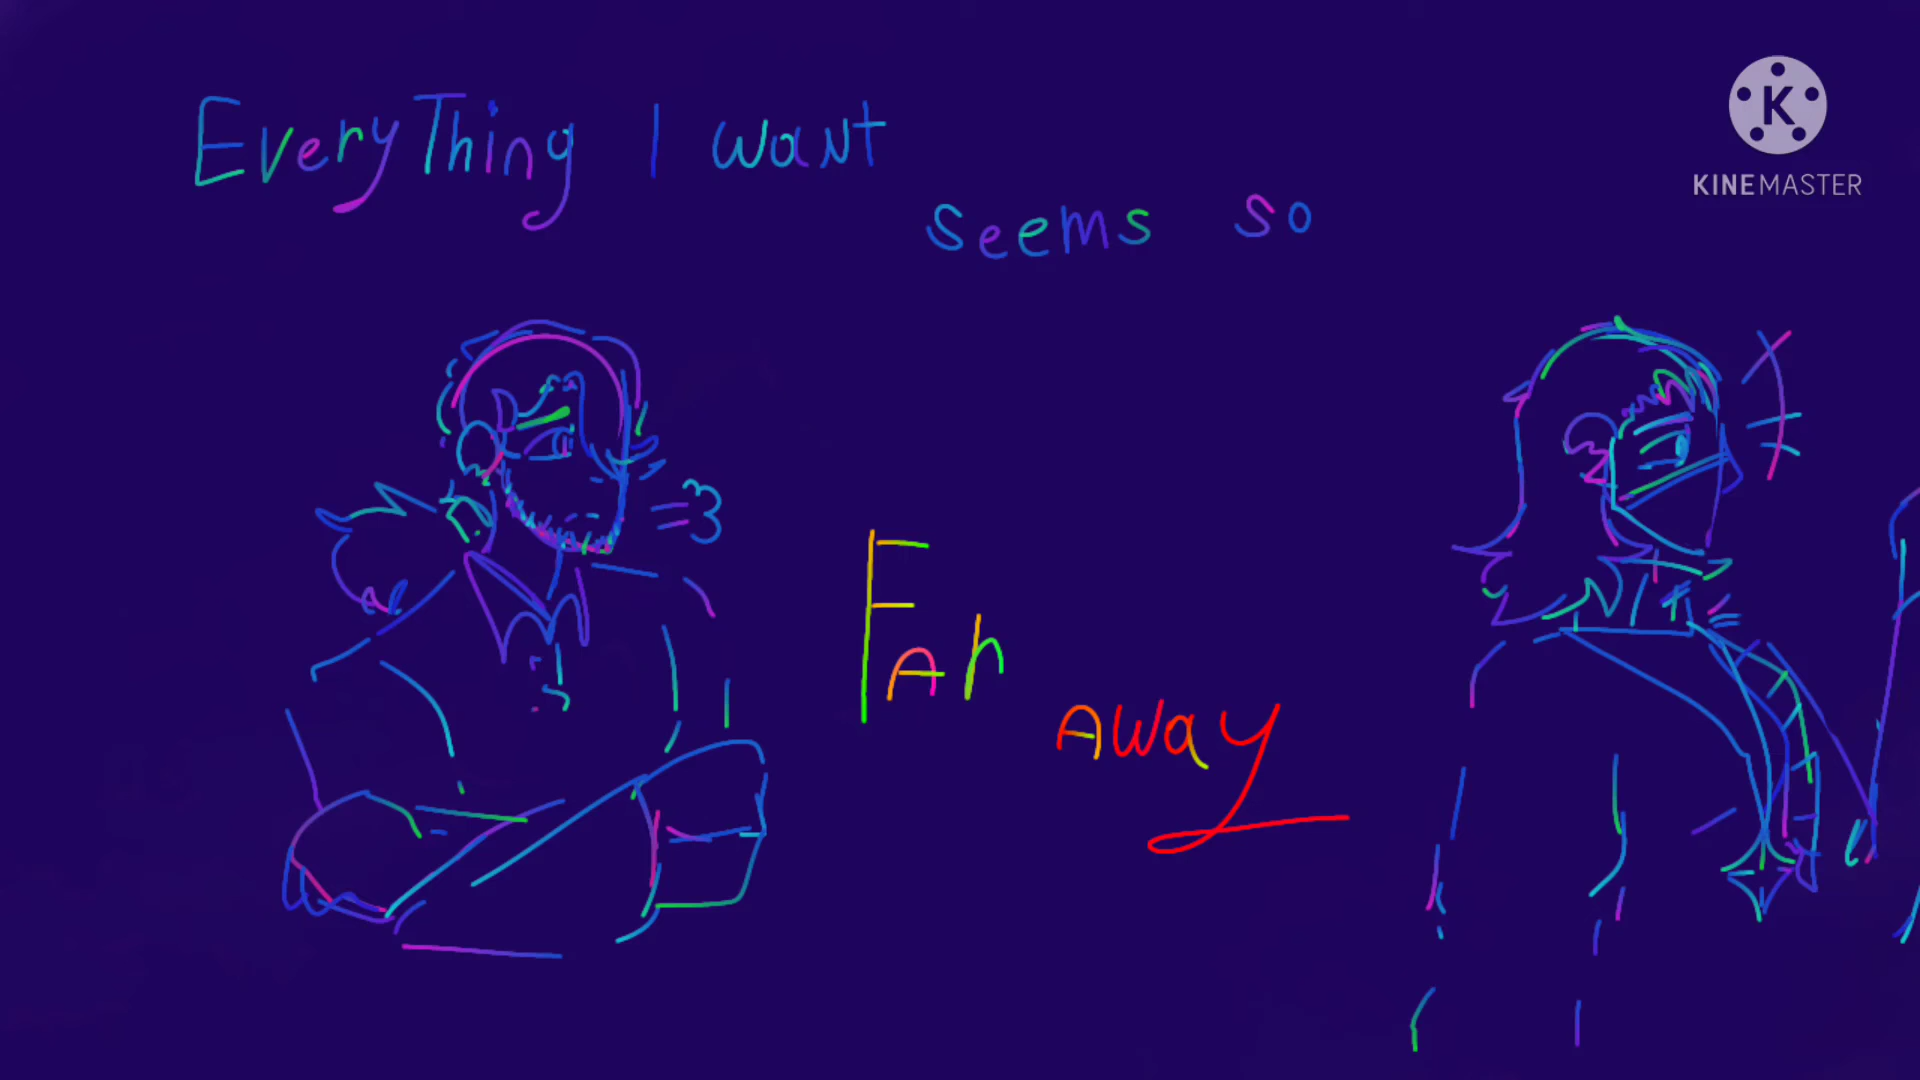 EveryThing I want
seems so
FAr
AWay
K
KINEMASTER